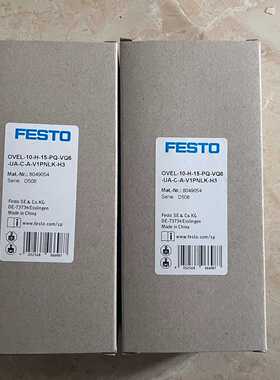 FESTO
OVEL-10-H-15-PQ-VQ6
-UA-C-A-V1PNLK-H3
Mat.-Nr.: 8049054
Serie: D508
Festo SE & Co. KG
DE-73734 Esslingen
Made in China
www.festo.com/sp
FESTO
OVEL-10-H-15-PQ-VQ6
-UA-C-A-V1PNLK-H3
Mat.-Nr.: 8049054
Serie: D508
Festo SE & Co. KG
DE-73734 Esslingen
Made in China
www.festo.com/sp